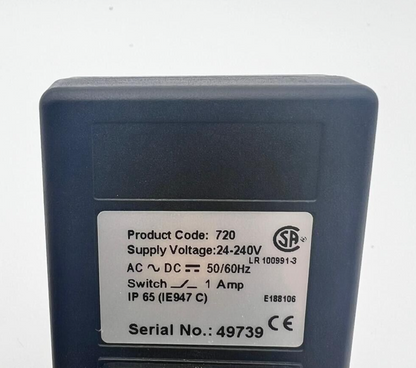 Product Code: 720
Supply Voltage:24-240V
SA
LR 100991-3
AC ~ DC ⎓ 50/60Hz
Switch 1 Amp
IP 65 (IE947 C)
E188106
Serial No.: 49739 CE